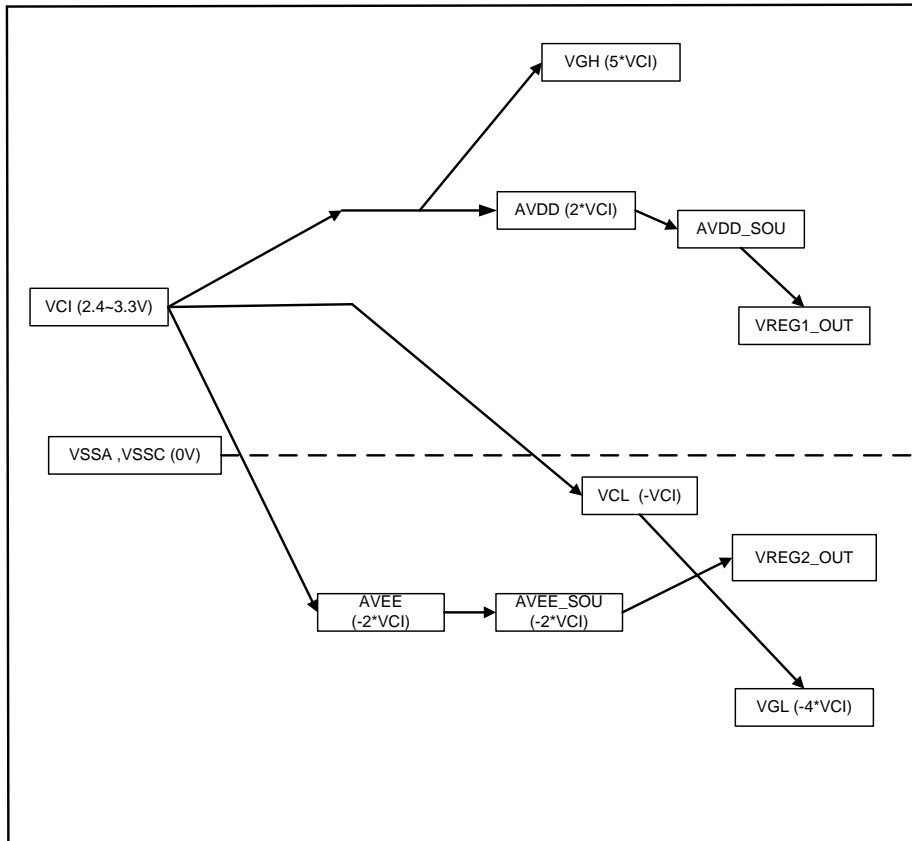 VGH (5*VCI)
AVDD (2*VCI)
AVDD_SOU
VCI (2.4~3.3V)
VREG1_OUT
VSSA ,VSSC (0V)
VCL (-VCI)
VREG2_OUT
AVEE
(-2*VCI)
AVEE_SOU
(-2*VCI)
VGL (-4*VCI)